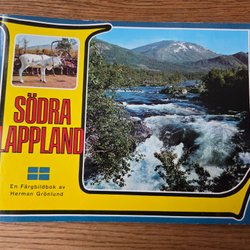 SÖDRA
LAPPLAND
En Färgbildbok av
Herman Grönlund